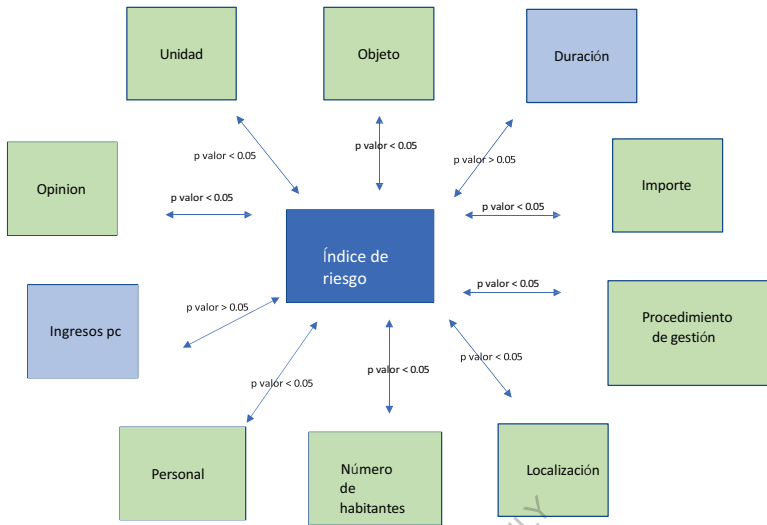 Unidad
Objeto
Duración
p valor < 0.05
p valor < 0.05
p valor > 0.05
Opinion
p valor < 0.05
p valor < 0.05
Importe
Índice de
riesgo
Ingresos pc
p valor > 0.05
p valor < 0.05
Procedimiento
de gestión
p valor < 0.05
p valor < 0.05
p valor < 0.05
Personal
Número
de
habitantes
Localización